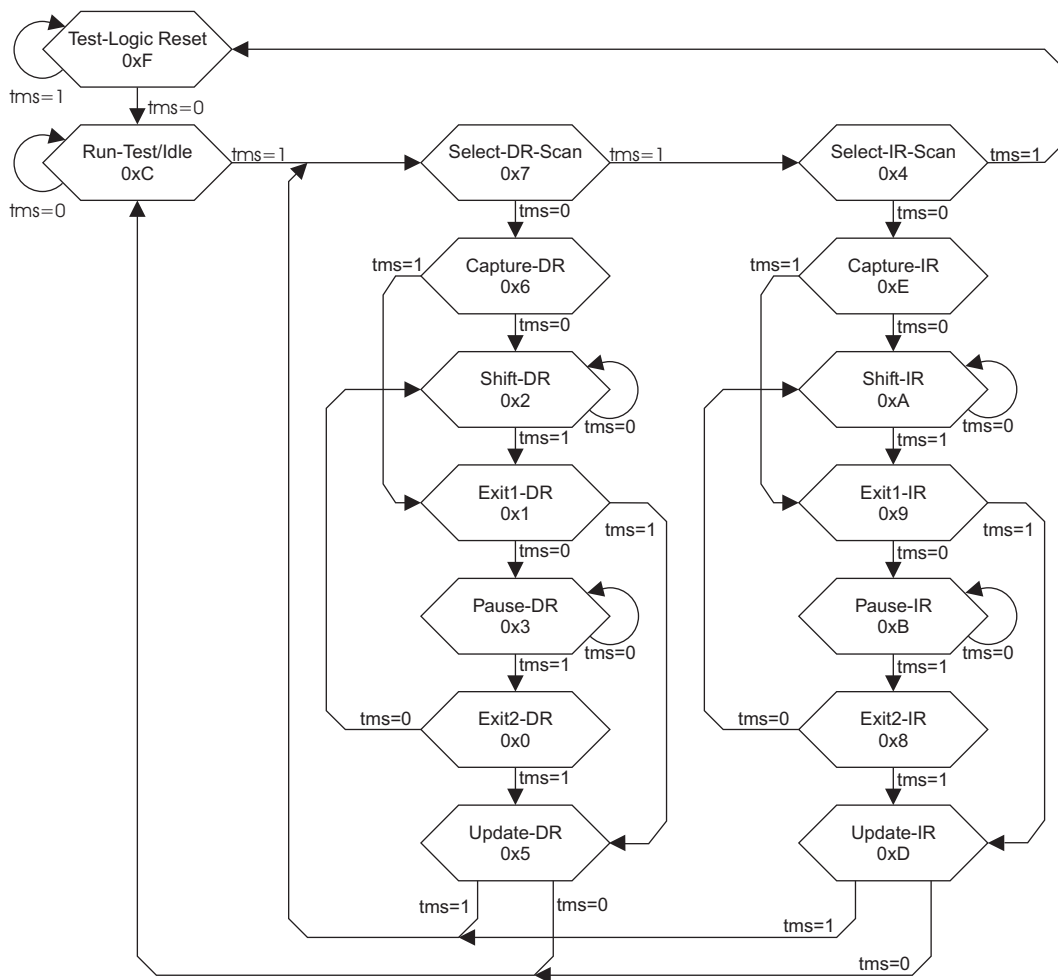 Test-Logic Reset
0xF
tms=1
tms=0
Run-Test/Idle
0xC
tms=0
tms=1
Select-DR-Scan
0x7
tms=1
tms=0
Select-IR-Scan
0x4
tms=1
tms=0
Capture-DR
0x6
tms=1
tms=0
Shift-DR
0x2
tms=0
tms=1
Exit1-DR
0x1
tms=1
tms=0
Pause-DR
0x3
tms=0
tms=1
Exit2-DR
0x0
tms=0
tms=1
Update-DR
0x5
tms=1
tms=0
Capture-IR
0xE
tms=1
tms=0
Shift-IR
0xA
tms=0
tms=1
Exit1-IR
0x9
tms=1
tms=0
Pause-IR
0xB
tms=0
tms=1
Exit2-IR
0x8
tms=0
tms=1
Update-IR
0xD
tms=1
tms=0